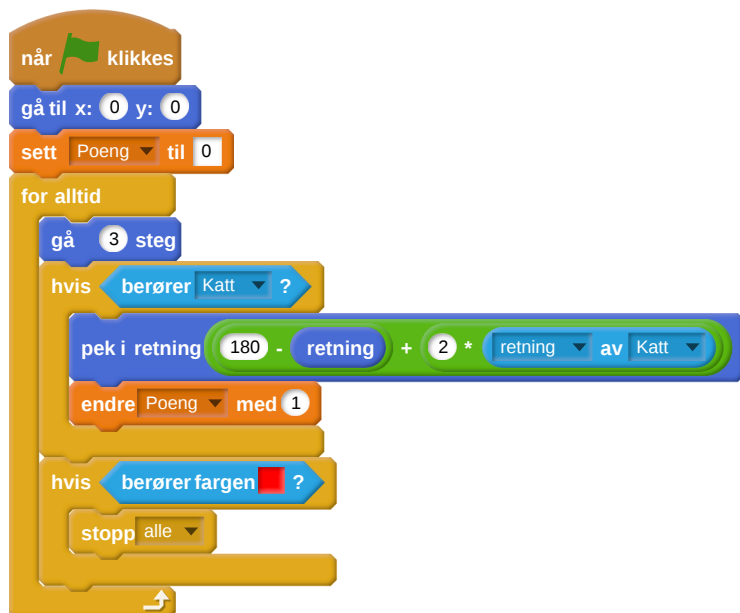 når klikkes
gå til x: 0 y: 0
sett Poeng til 0
for alltid
gå 3 steg
hvis berører Katt ?
pek i retning 180 - retning + 2 * retning av Katt
endre Poeng med 1
hvis berører fargen ?
stopp alle